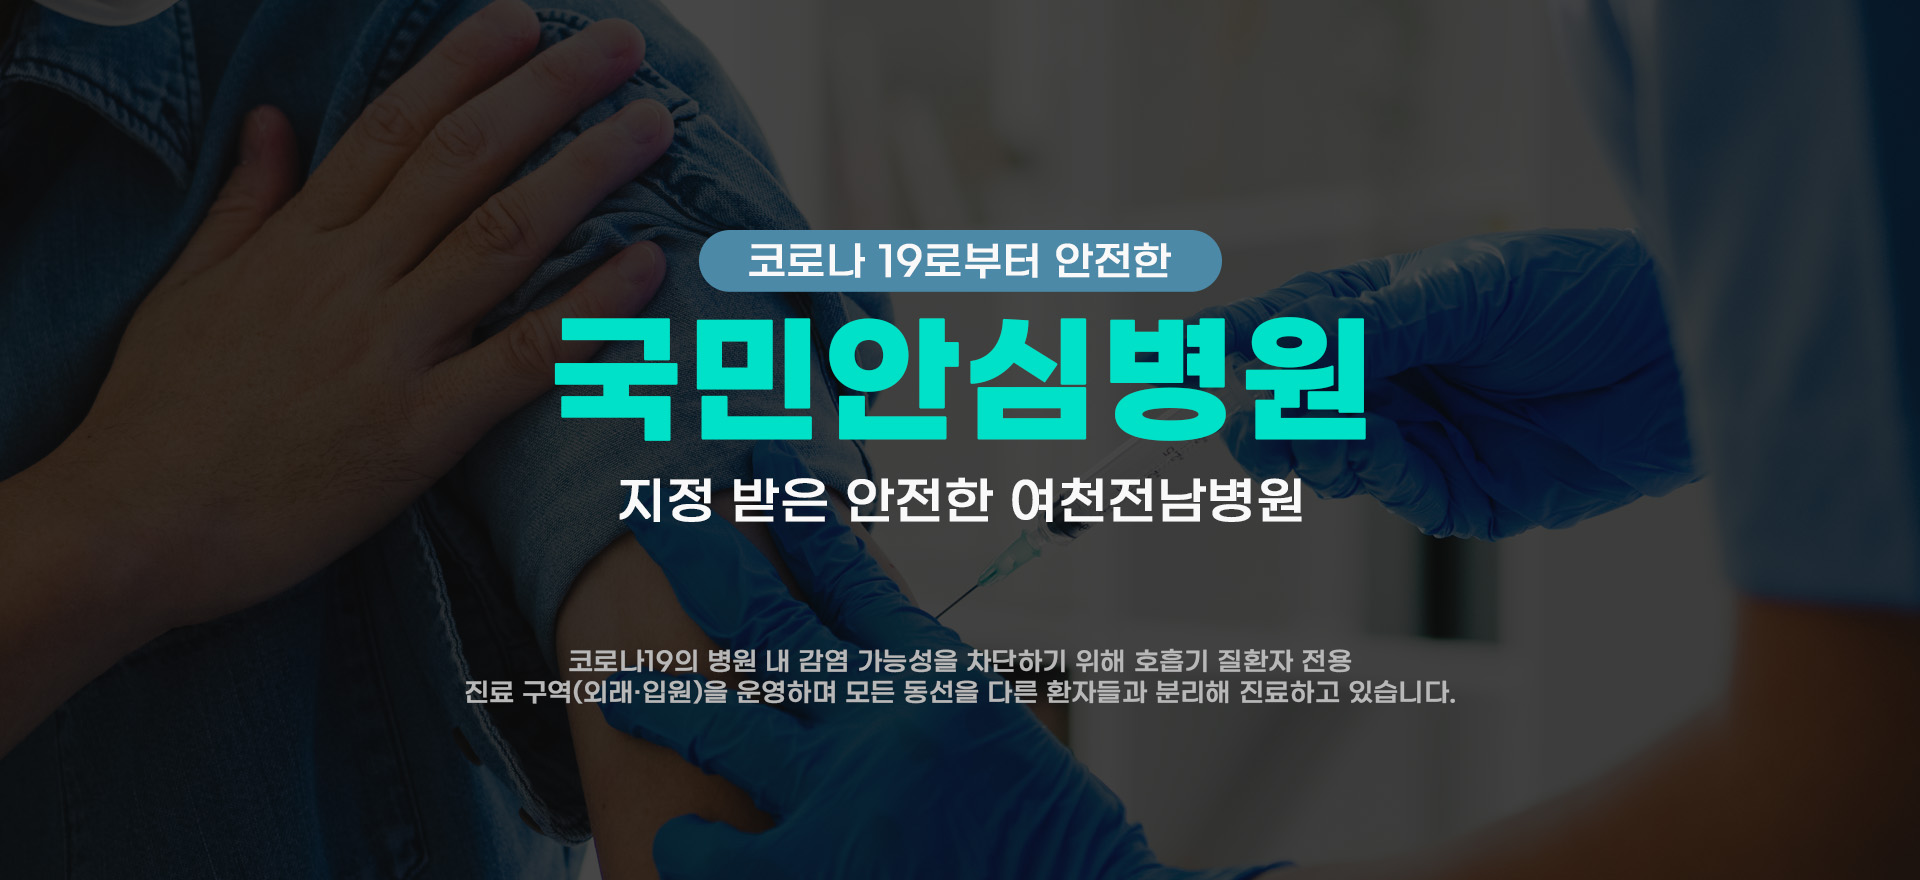 코로나 19로부터 안전한
국민안심병원
지정 받은 안전한 여천전남병원
코로나19의 병원 내 감염 가능성을 차단하기 위해 호흡기 질환자 전용
진료 구역(외래·입원)을 운영하며 모든 동선을 다른 환자들과 분리해 진료하고 있습니다.